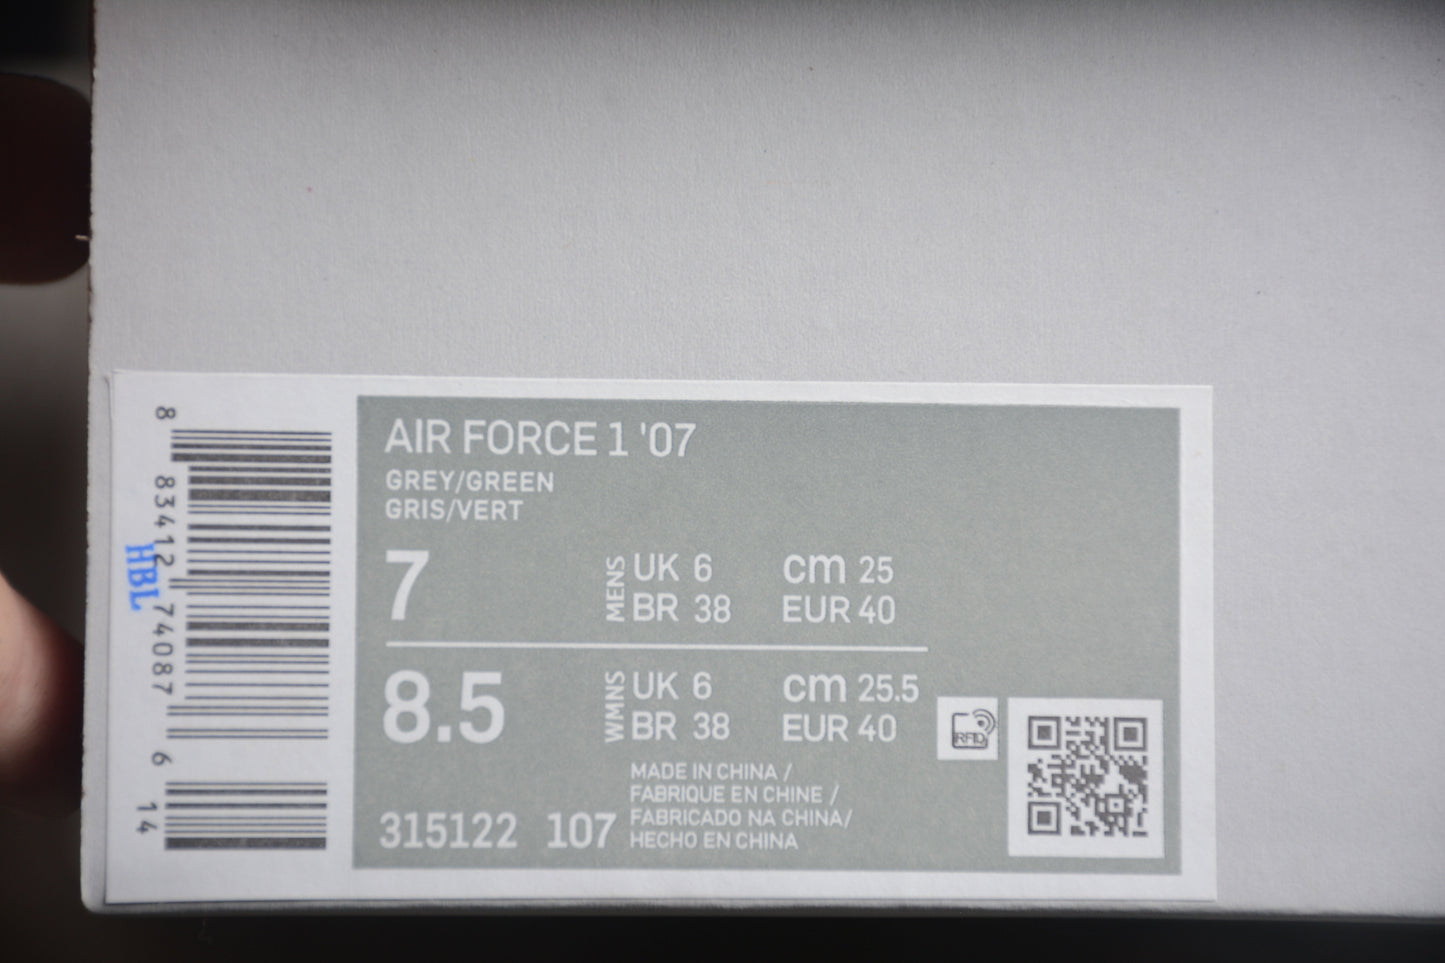 AIR FORCE 1 '07
GREY/GREEN
GRIS/VERT
7 MENS UK 6 cm 25
BR 38 EUR 40
8.5 WMNS UK 6 cm 25.5
BR 38 EUR 40
315122 107
MADE IN CHINA /
FABRIQUE EN CHINE /
FABRICADO NA CHINA/
HECHO EN CHINA
RFID
8 83412 74087 6 14
HBL